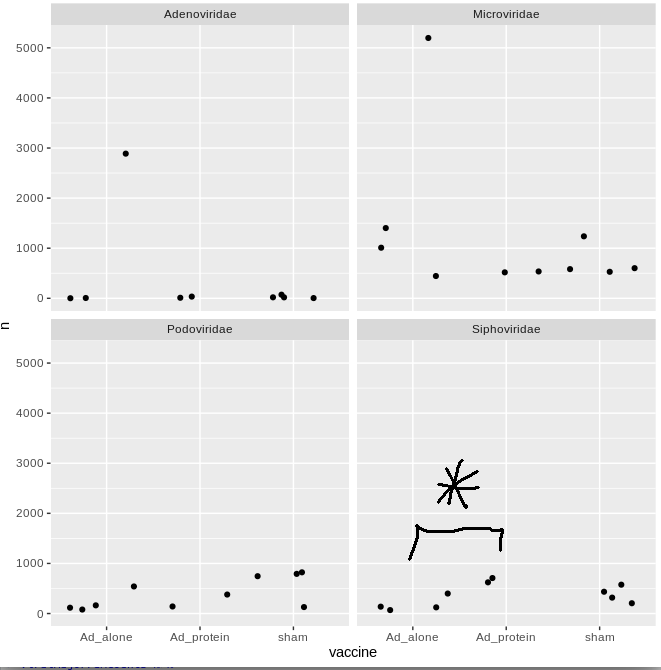 Adenoviridae Microviridae
5000
4000
3000
2000
1000
0
n
Podoviridae Siphoviridae
5000
4000
3000
2000
*
1000
0
Ad_alone Ad_protein sham Ad_alone Ad_protein sham
vaccine